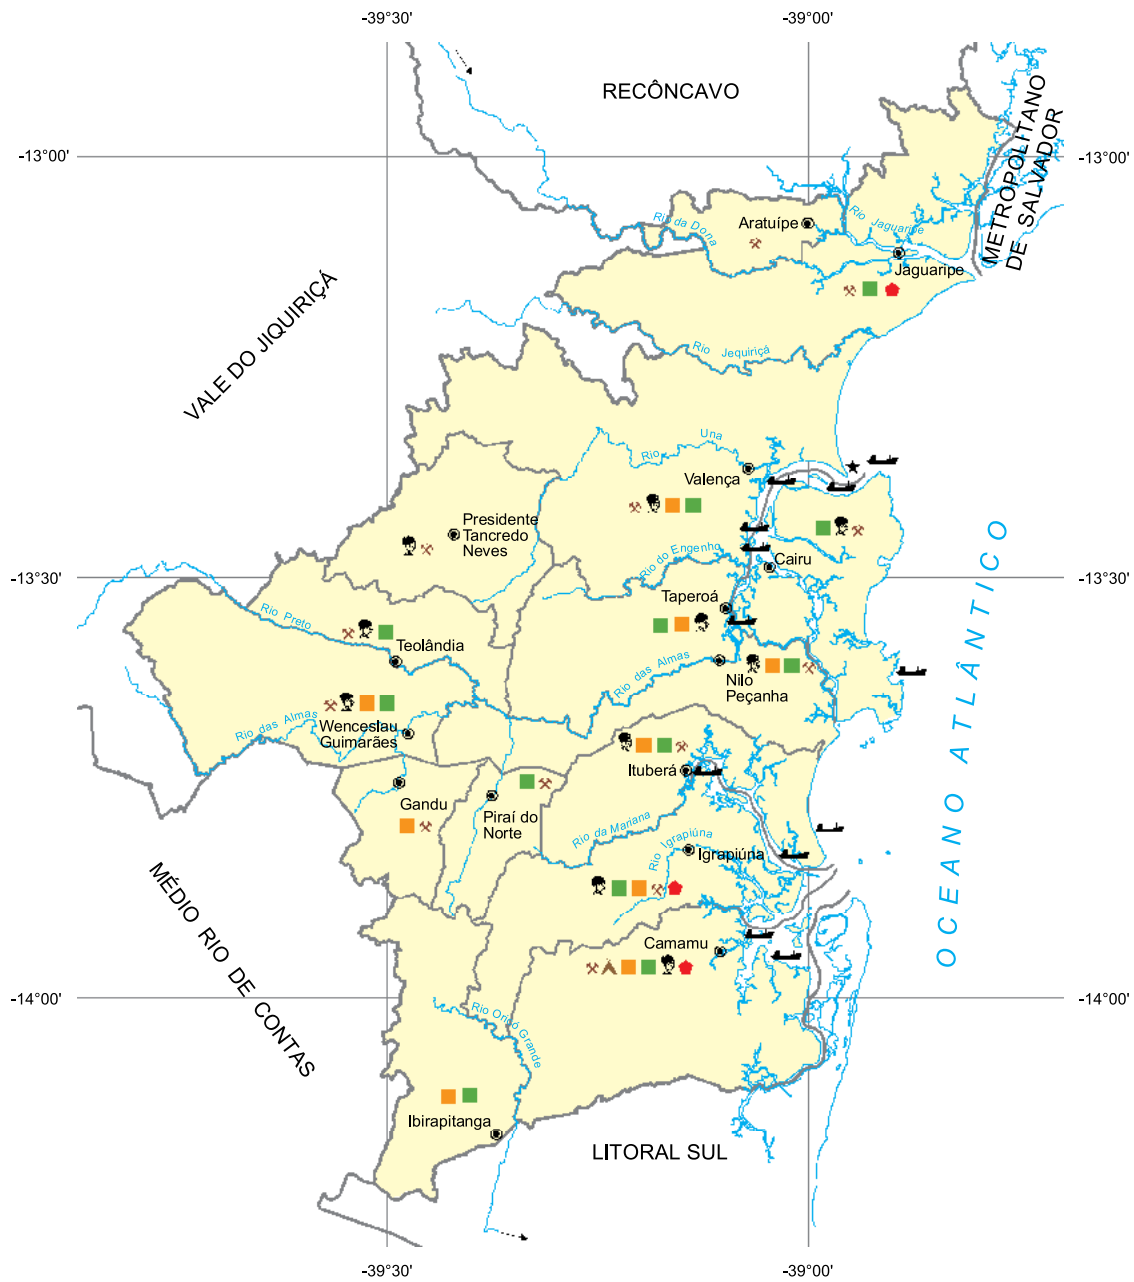 -39°30'
-39°00'
RECÔNCAVO
METROPOLITANO
DE SALVADOR
-13°00'
-13°00'
Rio da Dona
Aratuípe
Rio Jaguaripe
Jaguaripe
VALE DO JIQUIRIÇÁ
Rio Jequiriçá
Rio Una
Valença
Presidente
Tancredo
Neves
Rio do Engenho
Cairu
-13°30'
-13°30'
Rio Preto
Taperoá
Teolândia
Rio das Almas
Nilo
Peçanha
OCEANO ATLÂNTICO
Rio das Almas
Wenceslau
Guimarães
Ituberá
Gandu
Piraí do
Norte
Rio da Mariana
Rio Igrapiúna
Igrapiúna
MÉDIO RIO DE CONTAS
Camamu
-14°00'
-14°00'
Rio Oricó Grande
Ibirapitanga
LITORAL SUL
-39°30'
-39°00'